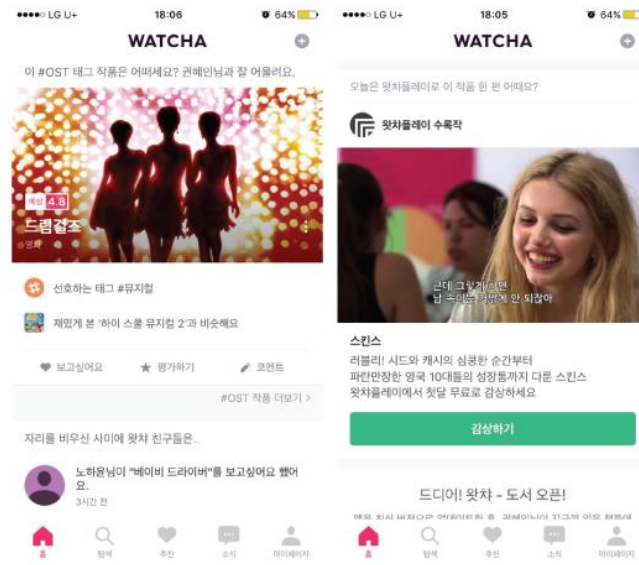 LG U+ 18:06 64%
WATCHA
이 #OST 태그 작품은 어떠세요? 권혜인님과 잘 어울려요.
예상 4.8
드림걸즈
영화
선호하는 태그 #뮤지컬
재밌게 본 '하이 스쿨 뮤지컬 2'과 비슷해요
보고싶어요 평가하기 코멘트
#OST 작품 더보기 >
자리를 비우신 사이에 왓챠 친구들은..
노하윤님이 "베이비 드라이버"를 보고싶어요 했어
요.
3시간 전
홈 탐색 추천 소식 마이페이지
LG U+ 18:05 64%
WATCHA
오늘은 왓챠플레이로 이 작품 한 편 어때요?
왓챠플레이 수록작
근데 그렇게 하면
남 속이는 거밖에 안 되잖아
스킨스
러블리! 시드와 캐시의 심쿵한 순간부터
파란만장한 영국 10대들의 성장통까지 다룬 스킨스
왓챠플레이에서 첫달 무료로 감상하세요
감상하기
드디어! 왓챠 - 도서 오픈!
홈 탐색 추천 소식 마이페이지